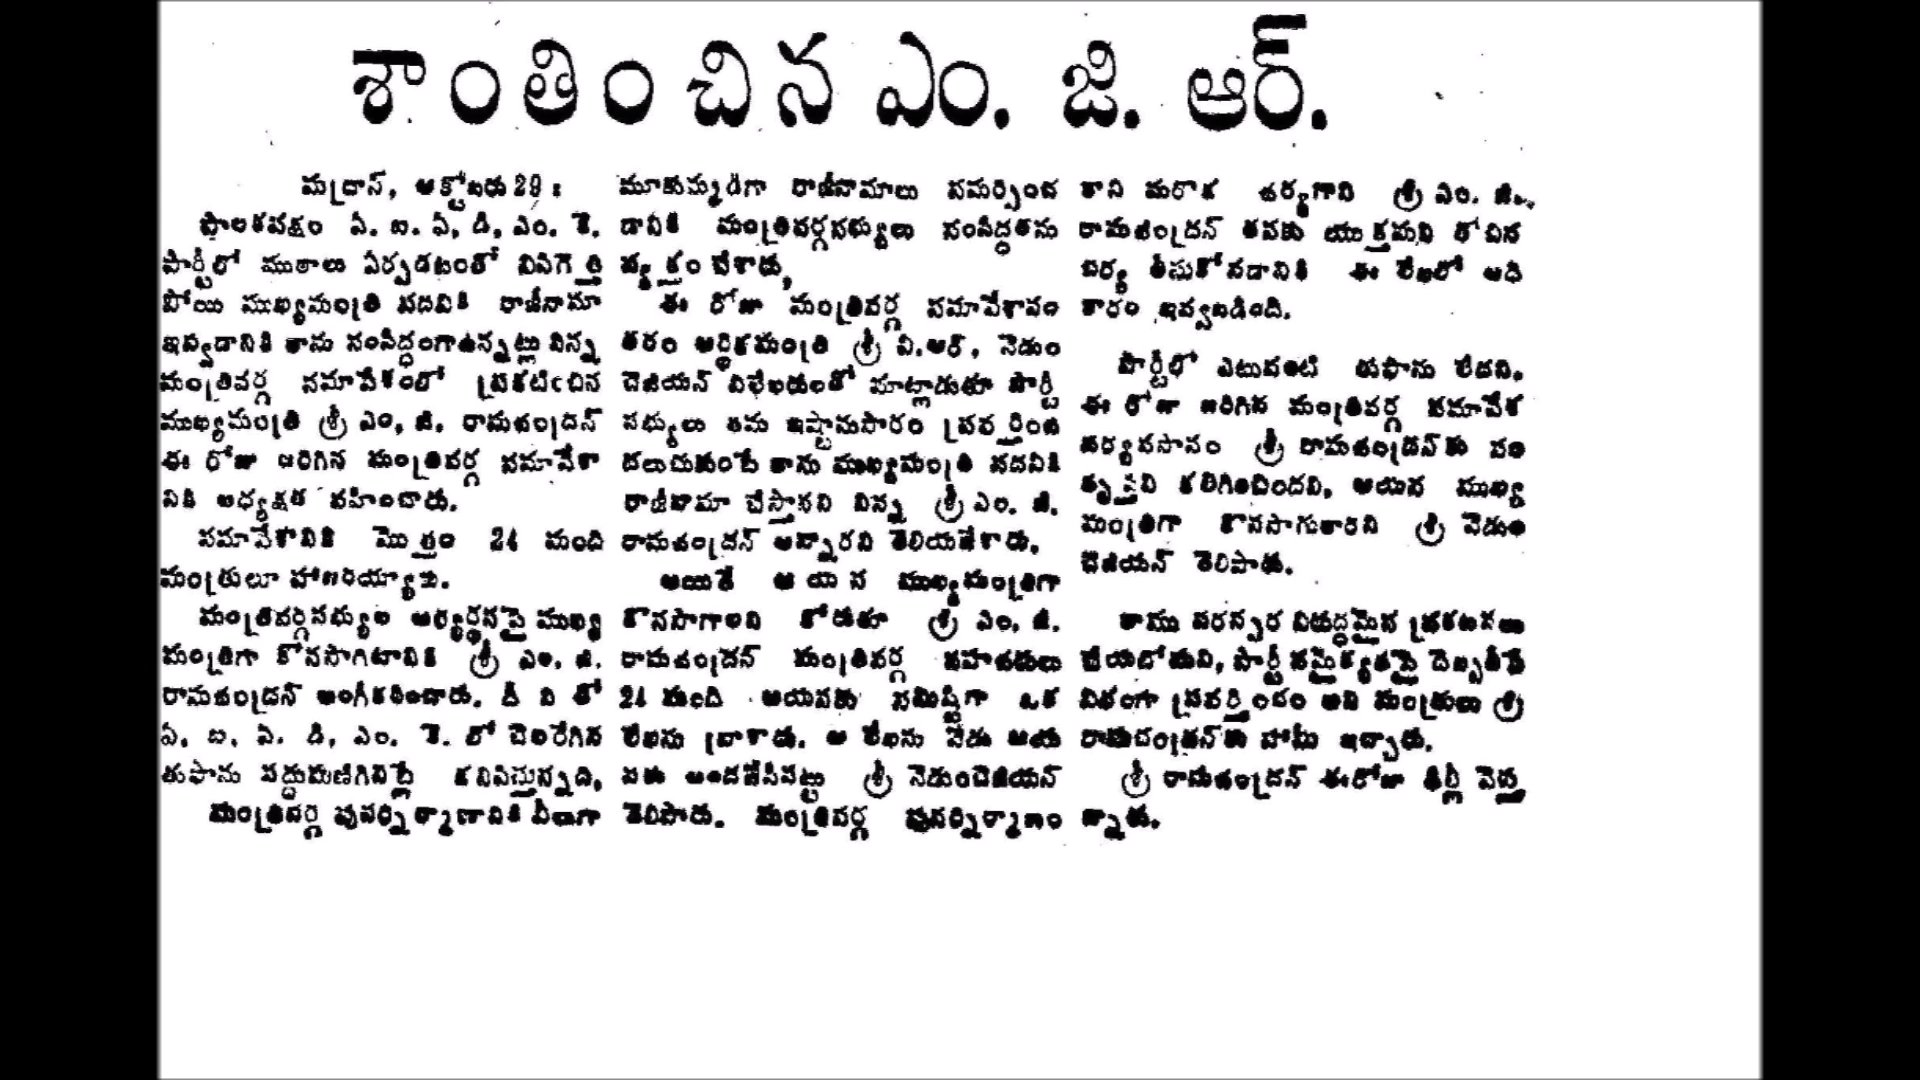 శాంతించిన ఎం. జి. ఆర్.
మద్రాస్, అక్టోబరు 29 :
పాలకపక్షం ఏ. ఐ. ఏ, డి, ఎం. కె.
పార్టీలో ముఠాలు ఏర్పడటంతో విసిగెత్తి
పోయి ముఖ్యమంత్రి పదవికి రాజీనామా
ఇవ్వడానికి తాను సంసిద్ధంగాఉన్నట్లు నిన్న
మంత్రివర్గ సమావేశంలో ప్రకటించిన
ముఖ్యమంత్రి శ్రీ ఎం, జి. రామచంద్రన్
ఈ రోజు జరిగిన మంత్రివర్గ సమావేశా
నికి అధ్యక్షత వహించారు.
సమావేశానికి మొత్తం 24 మంది
మంత్రులూ హాజరయ్యారు.
మంత్రివర్గసభ్యుల అభ్యర్థనపై ముఖ్య
మంత్రిగా కొనసాగటానికి శ్రీ ఎం. జి.
రామచంద్రన్ అంగీకరించారు. దీ ని తో
ఏ. ఐ. ఏ. డి, ఎం. కె. లో చెలరేగిన
తుఫాను సద్దుమణిగినట్లే కనిపిస్తున్నది,
మంత్రివర్గ పునర్నిర్మాణానికి వీలుగా
మూకుమ్మడిగా రాజీనామాలు సమర్పించ
డానికి మంత్రివర్గసభ్యులు సంసిద్ధతను
వ్యక్తం చేశారు,
ఈ రోజు మంత్రివర్గ సమావేశానం
తరం ఆర్థికమంత్రి శ్రీ వి.ఆర్, నెడుం
చెజియన్ విలేఖరులతో మాట్లాడుతూ పార్టీ
సభ్యులు తమ ఇష్టానుసారం ప్రవర్తించ
దలుచుకుంటే తాను ముఖ్యమంత్రి పదవికి
రాజీనామా చేస్తానని నిన్న శ్రీ ఎం. జి.
రామచంద్రన్ అన్నారని తెలియజేశారు.
అయితే ఆ య న ముఖ్యమంత్రిగా
కొనసాగాలని కోరుతూ శ్రీ ఎం. జి.
రామచంద్రన్ మంత్రివర్గ సహచరులు
24 మంది ఆయనకు సమిష్టిగా ఒక
లేఖను వ్రాశారు. ఆ లేఖను నేడు ఆయ
నకు అందజేసినట్టు శ్రీ నెడుంచెజియన్
తెలిపారు. మంత్రివర్గ పునర్నిర్మాణం
కాని మరొక చర్యగాని శ్రీ ఎం. జి.
రామచంద్రన్ తనకు యుక్తమని తోచిన
చర్య తీసుకోవడానికి ఈ లేఖలో అధి
కారం ఇవ్వబడింది.
పార్టీలో ఎటువంటి తుఫాను లేదని,
ఈ రోజు జరిగిన మంత్రివర్గ సమావేశ
పర్యవసానం శ్రీ రామచంద్రన్‌కు సం
తృప్తిని కలిగించిందని, ఆయన ముఖ్య
మంత్రిగా కొనసాగుతారని శ్రీ నెడుం
చెజియన్ తెలిపారు.
తాము పరస్పర విరుద్ధమైన ప్రకటనలు
చేయబోమని, పార్టీ సమైక్యతపై దెబ్బతీసే
విధంగా ప్రవర్తించం అని మంత్రులు శ్రీ
రామచంద్రన్‌కు హామీ ఇచ్చారు.
శ్రీ రామచంద్రన్ ఈరోజు ఢిల్లీ వెళ్తు
న్నారు.